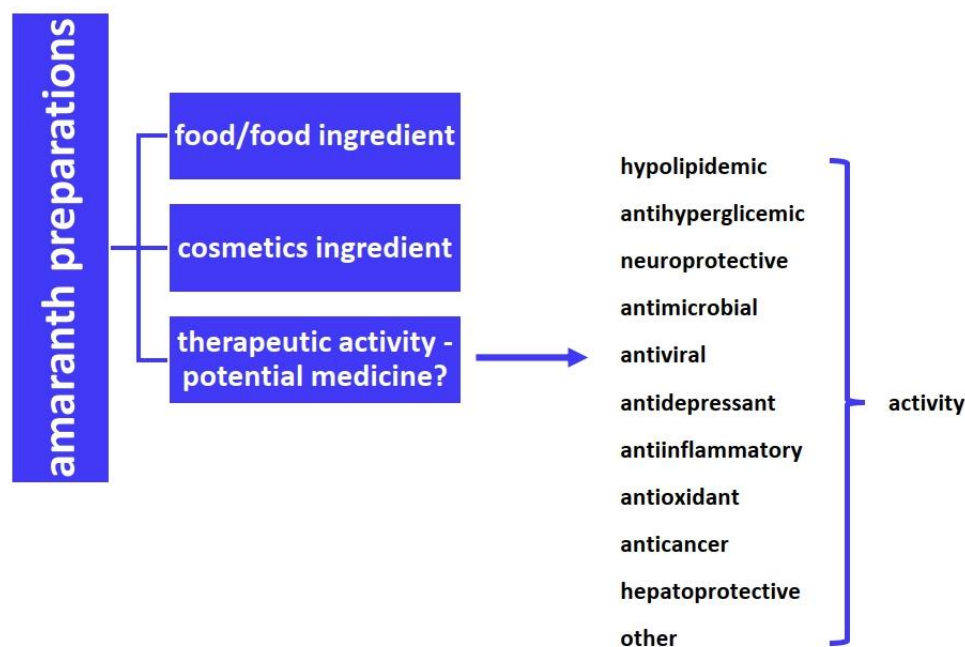 amaranth preparations
food/food ingredient
cosmetics ingredient
therapeutic activity -
potential medicine?
hypolipidemic
antihyperglicemic
neuroprotective
antimicrobial
antiviral
antidepressant
antiinflammatory
antioxidant
anticancer
hepatoprotective
other
activity